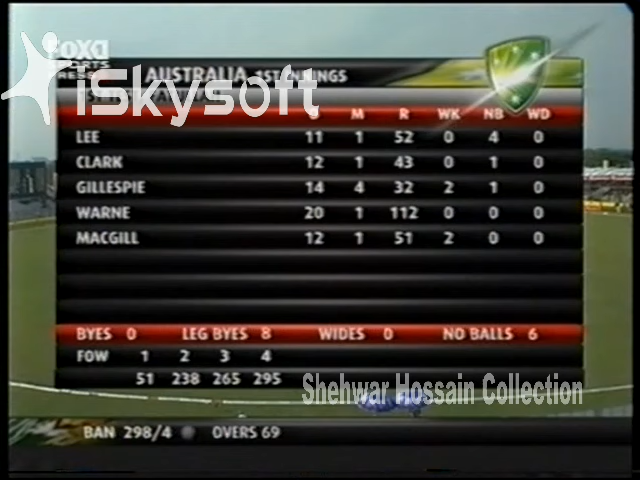 FOX
SPORTS
iSkysoft
AUSTRALIA 1ST INNINGS
M R WK NB WD
LEE 11 1 52 0 4 0
CLARK 12 1 43 0 1 0
GILLESPIE 14 4 32 2 1 0
WARNE 20 1 112 0 0 0
MACGILL 12 1 51 2 0 0
BYES 0 LEG BYES 8 WIDES 0 NO BALLS 6
FOW 1 2 3 4
51 238 265 295
Shehwar Hossain Collection
BAN 298/4 OVERS 69